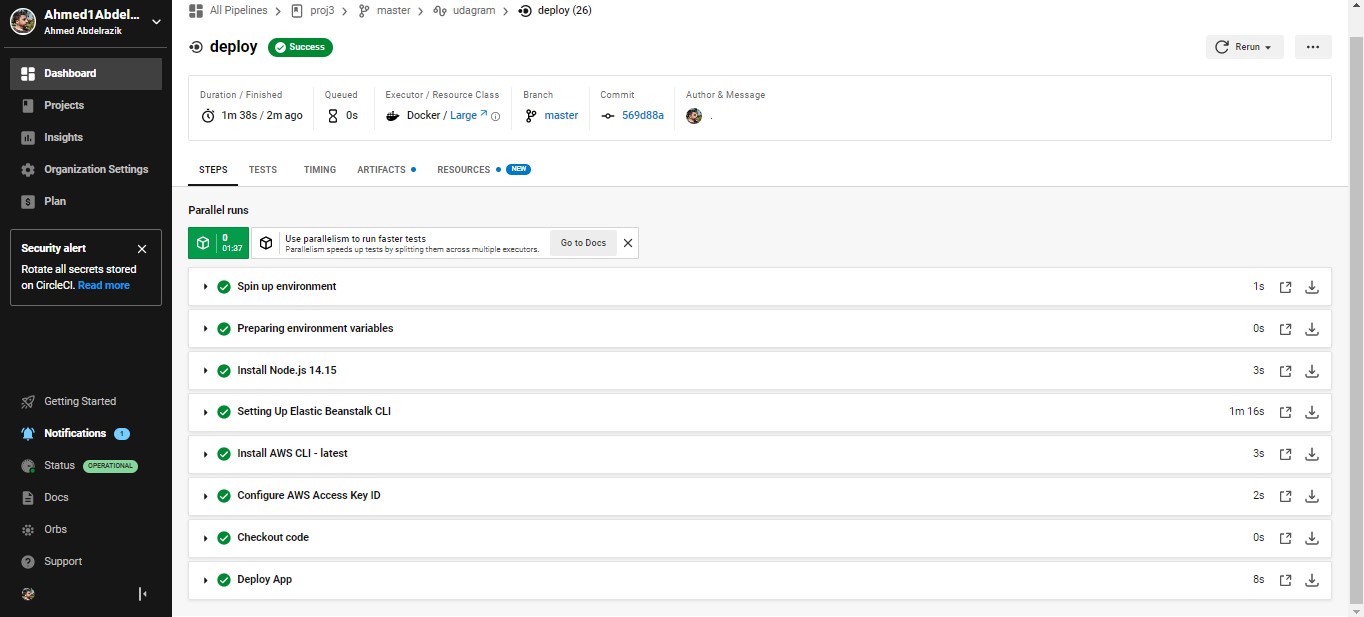 Ahmed1Abdel...
Ahmed Abdelrazik
Dashboard
Projects
Insights
Organization Settings
Plan
Security alert
Rotate all secrets stored
on CircleCI. Read more
Getting Started
Notifications 1
Status OPERATIONAL
Docs
Orbs
Support
All Pipelines proj3 master udagram deploy (26)
deploy Success
Rerun
Duration / Finished Queued Executor / Resource Class Branch Commit Author & Message
1m 38s / 2m ago 0s Docker / Large master 569d88a .
STEPS TESTS TIMING ARTIFACTS RESOURCES NEW
Parallel runs
0
01:37
Use parallelism to run faster tests
Parallelism speeds up tests by splitting them across multiple executors.
Go to Docs
Spin up environment 1s
Preparing environment variables 0s
Install Node.js 14.15 3s
Setting Up Elastic Beanstalk CLI 1m 16s
Install AWS CLI - latest 3s
Configure AWS Access Key ID 2s
Checkout code 0s
Deploy App 8s